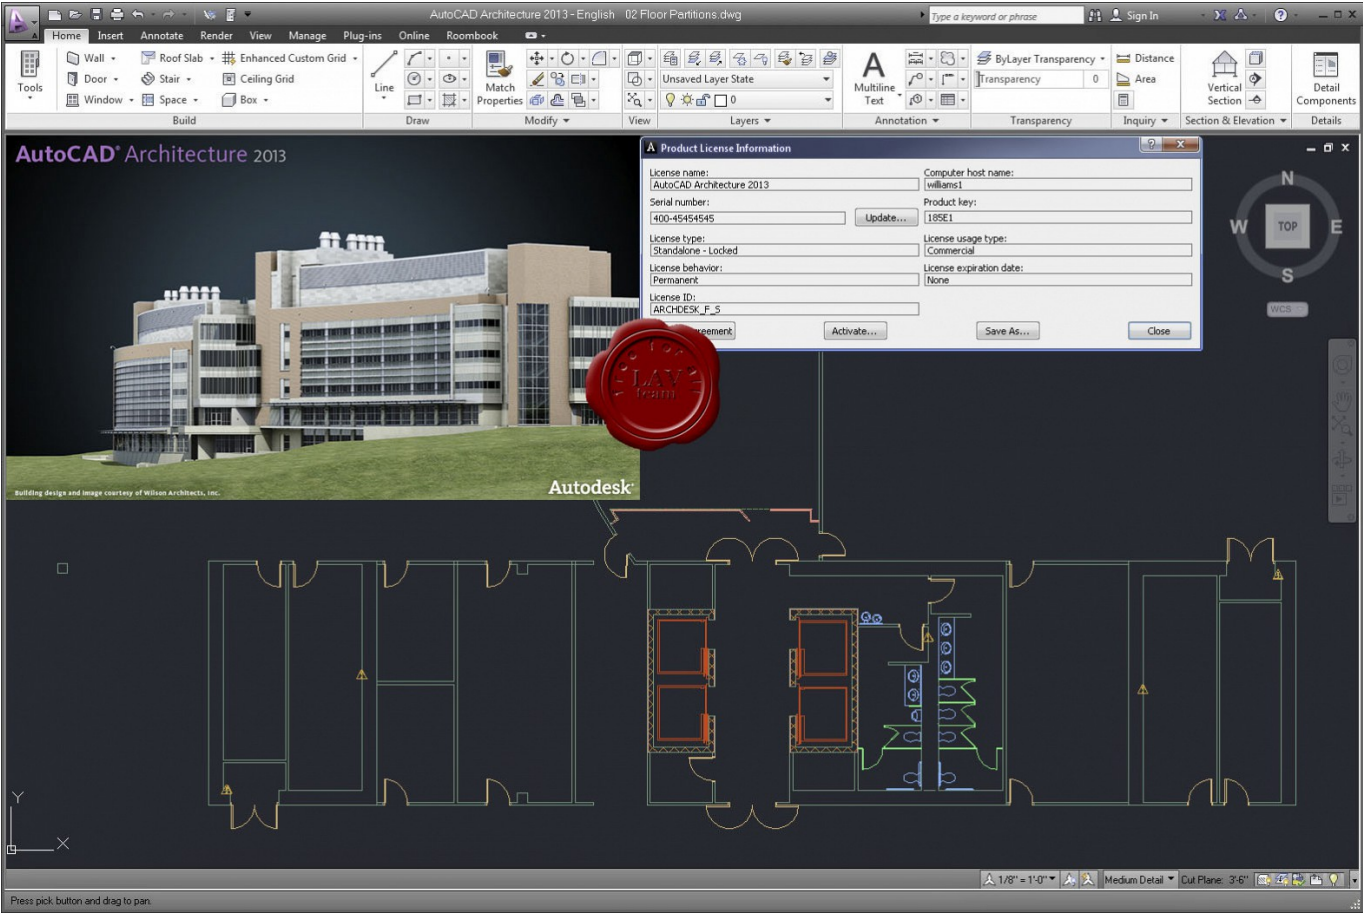 AutoCAD Architecture 2013 - English 02 Floor Partitions.dwg
Type a keyword or phrase
Sign In
Home Insert Annotate Render View Manage Plug-ins Online Roombook
Tools
Wall
Door
Window
Roof Slab
Stair
Space
Enhanced Custom Grid
Ceiling Grid
Box
Build
Line
Draw
Match
Properties
Modify
View
Unsaved Layer State
0
Layers
A
Multiline
Text
Annotation
ByLayer Transparency
Transparency 0
Transparency
Distance
Area
Inquiry
Vertical
Section
Section & Elevation
Detail
Components
Details
AutoCAD® Architecture 2013
Building design and image courtesy of Wilson Architects, Inc.
Autodesk
Product License Information
License name:
AutoCAD Architecture 2013
Computer host name:
williams1
Serial number:
400-45454545
Update...
Product key:
185E1
License type:
Standalone - Locked
License usage type:
Commercial
License behavior:
Permanent
License expiration date:
None
License ID:
ARCHDESK_F_S
Activate...
Save As...
Close
free for all
LAV
team
N
W TOP E
S
WCS
Y
X
1/8" = 1'-0"
Medium Detail
Cut Plane: 3'-6"
Press pick button and drag to pan.